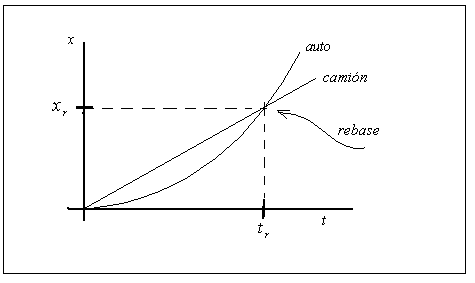 x
auto
camión
x_r
rebase
t_r
t